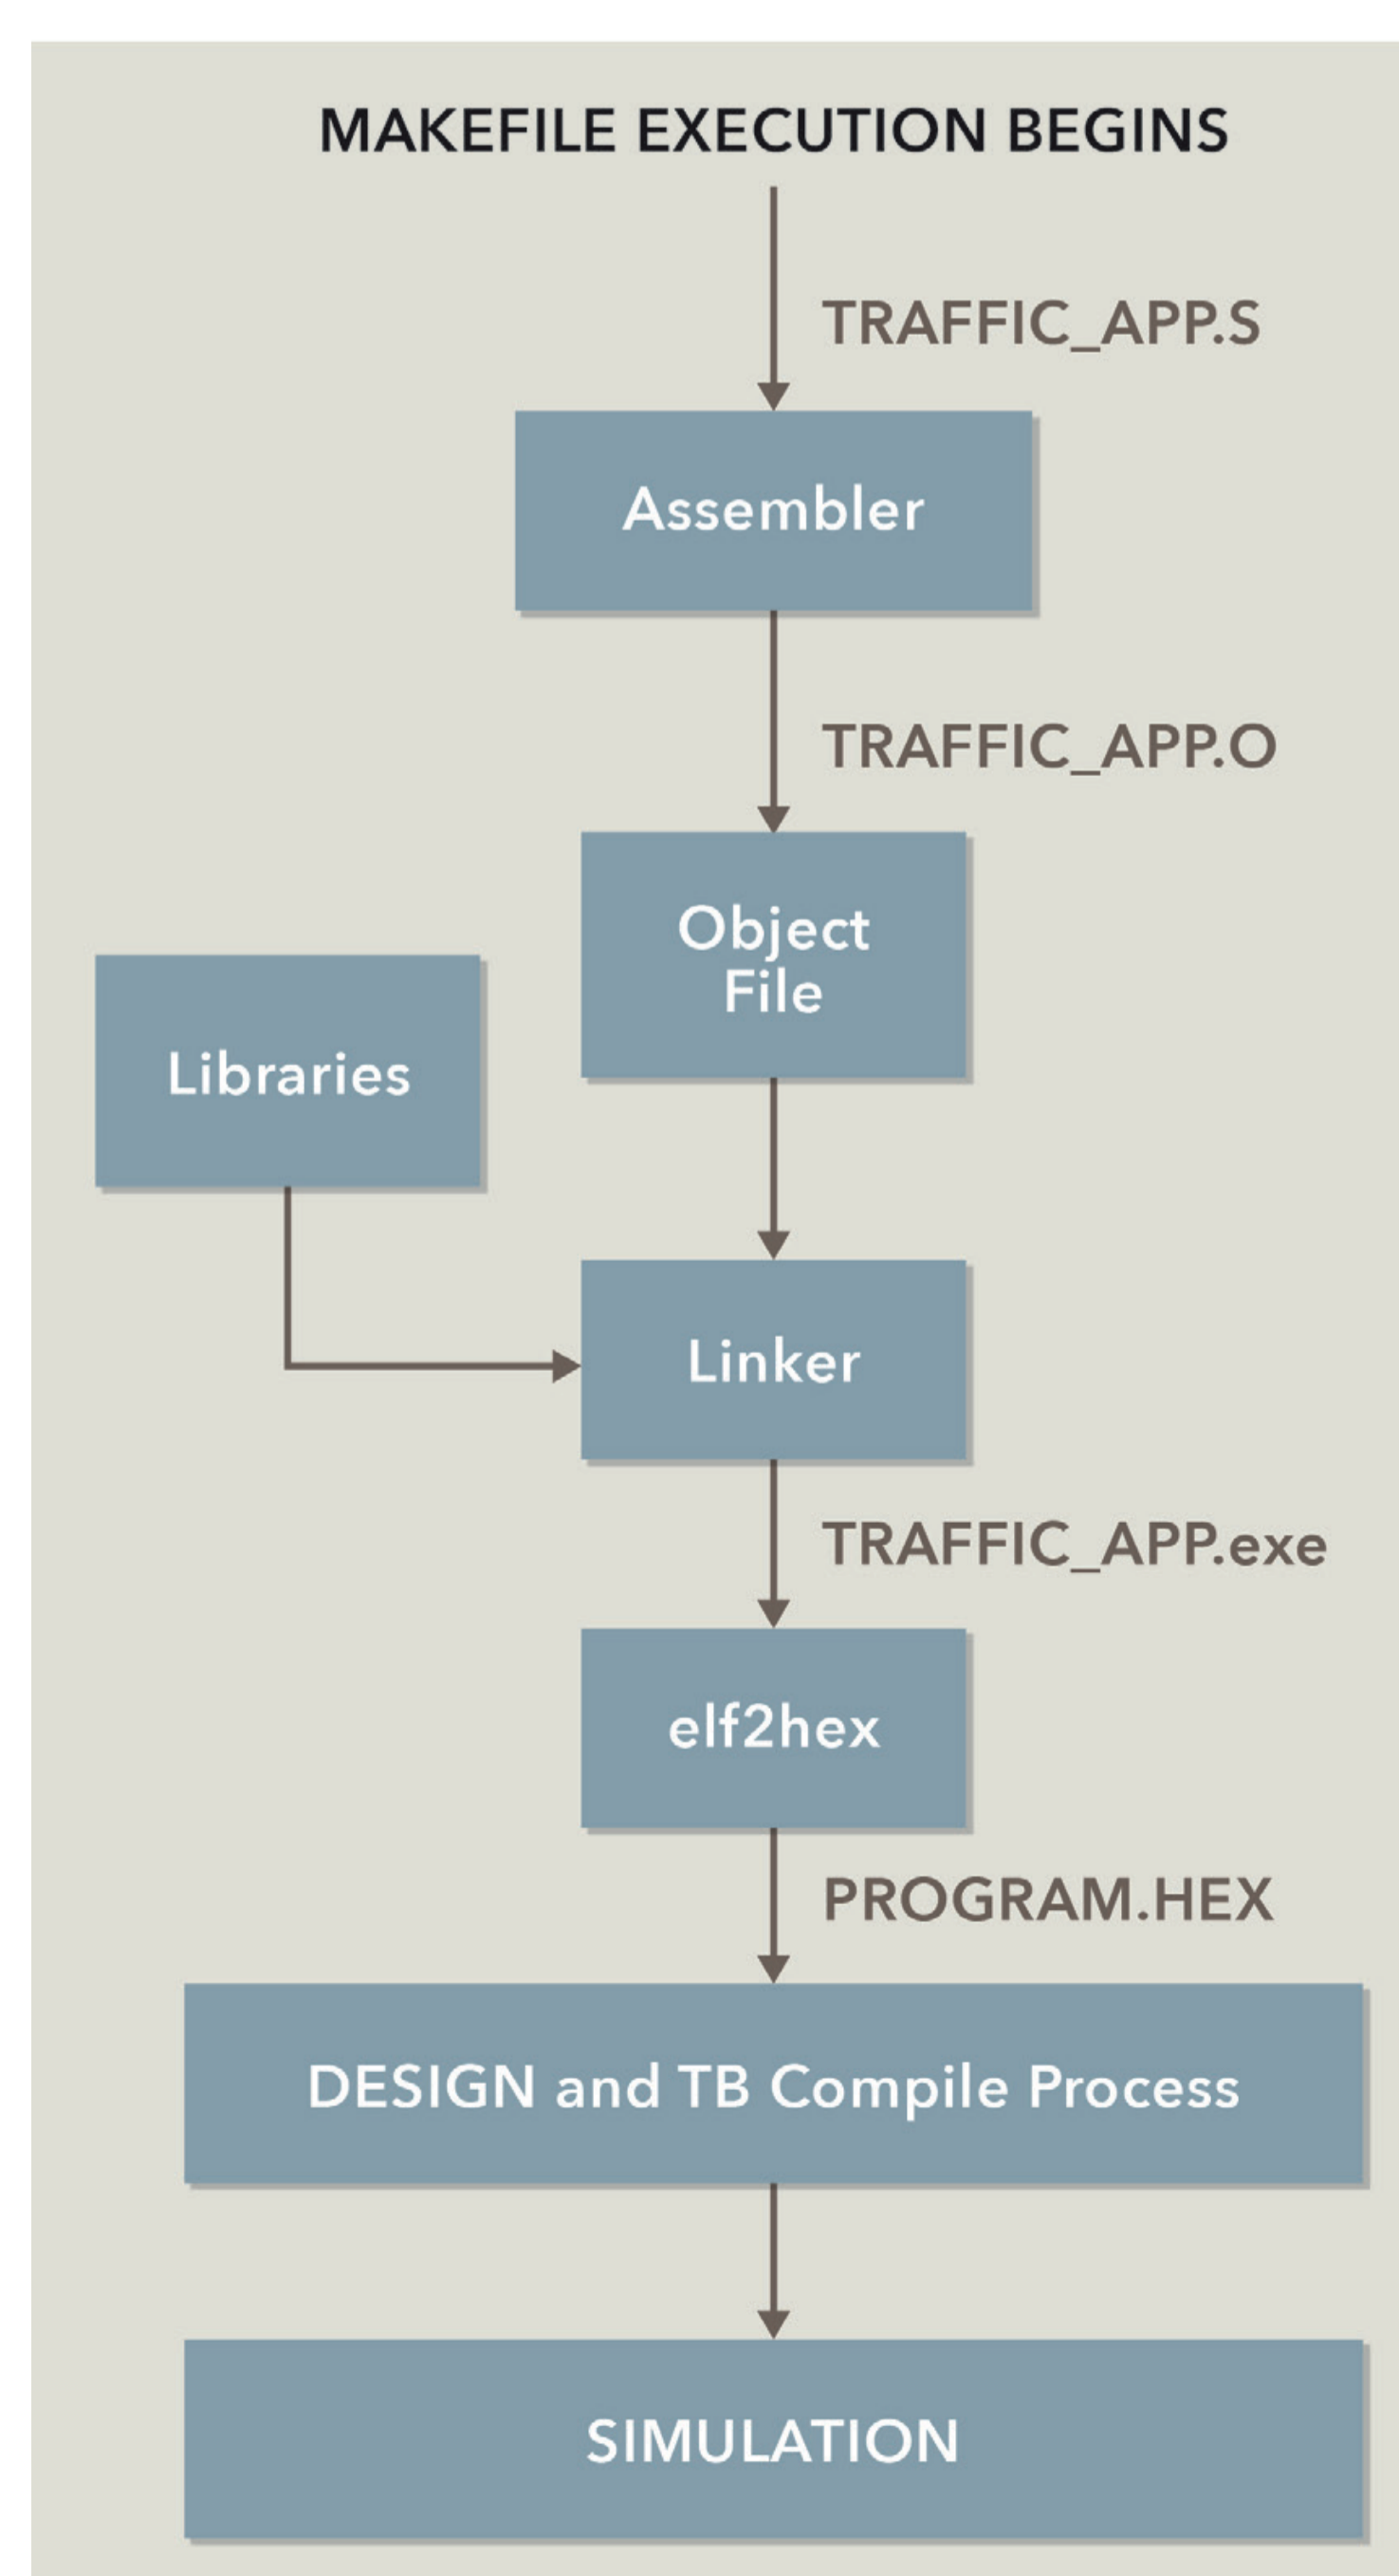 MAKEFILE EXECUTION BEGINS
TRAFFIC_APP.S
Assembler
TRAFFIC_APP.O
Object
File
Libraries
Linker
TRAFFIC_APP.exe
elf2hex
PROGRAM.HEX
DESIGN and TB Compile Process
SIMULATION